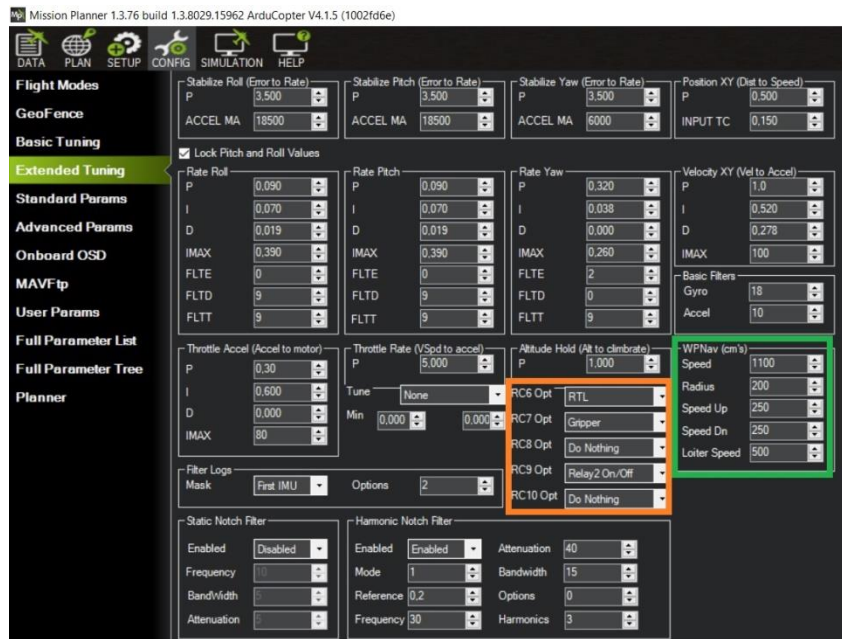 Mission Planner 1.3.76 build 1.3.8029.15962 ArduCopter V4.1.5 (1002fd6e)
DATA PLAN SETUP CONFIG SIMULATION HELP
Flight Modes
GeoFence
Basic Tuning
Extended Tuning
Standard Params
Advanced Params
Onboard OSD
MAVFtp
User Params
Full Parameter List
Full Parameter Tree
Planner
Stabilize Roll (Error to Rate)
P 3,500
ACCEL MA 18500
Stabilize Pitch (Error to Rate)
P 3,500
ACCEL MA 18500
Stabilize Yaw (Error to Rate)
P 3,500
ACCEL MA 6000
Position XY (Dist to Speed)
P 0,500
INPUT TC 0,150
Lock Pitch and Roll Values
Rate Roll
P 0,090
I 0,070
D 0,019
IMAX 0,390
FLTE 0
FLTD 9
FLTT 9
Rate Pitch
P 0,090
I 0,070
D 0,019
IMAX 0,390
FLTE 0
FLTD 9
FLTT 9
Rate Yaw
P 0,320
I 0,038
D 0,000
IMAX 0,260
FLTE 2
FLTD 0
FLTT 9
Velocity XY (Vel to Accel)
P 1,0
I 0,520
D 0,278
IMAX 100
Basic Filters
Gyro 18
Accel 10
Throttle Accel (Accel to motor)
P 0,30
I 0,600
D 0,000
IMAX 80
Throttle Rate (VSpd to accel)
P 5,000
Tune None
Min 0,000 0,000
Altitude Hold (Alt to climbrate)
P 1,000
RC6 Opt RTL
RC7 Opt Gripper
RC8 Opt Do Nothing
RC9 Opt Relay2 On/Off
RC10 Opt Do Nothing
WPNav (cm's)
Speed 1100
Radius 200
Speed Up 250
Speed Dn 250
Loiter Speed 500
Filter Logs
Mask First IMU Options 2
Static Notch Filter
Enabled Disabled
Frequency 10
BandWidth 5
Attenuation 5
Harmonic Notch Filter
Enabled Enabled Attenuation 40
Mode 1 Bandwidth 15
Reference 0,2 Options 0
Frequency 30 Harmonics 3